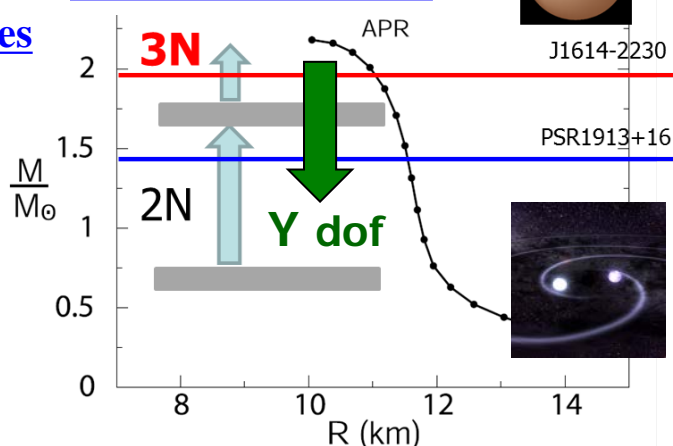 es
APR
3N
J1614-2230
2
PSR1913+16
1.5
M
M⊙
2N
1
Y dof
0.5
0
8
10
12
14
R (km)